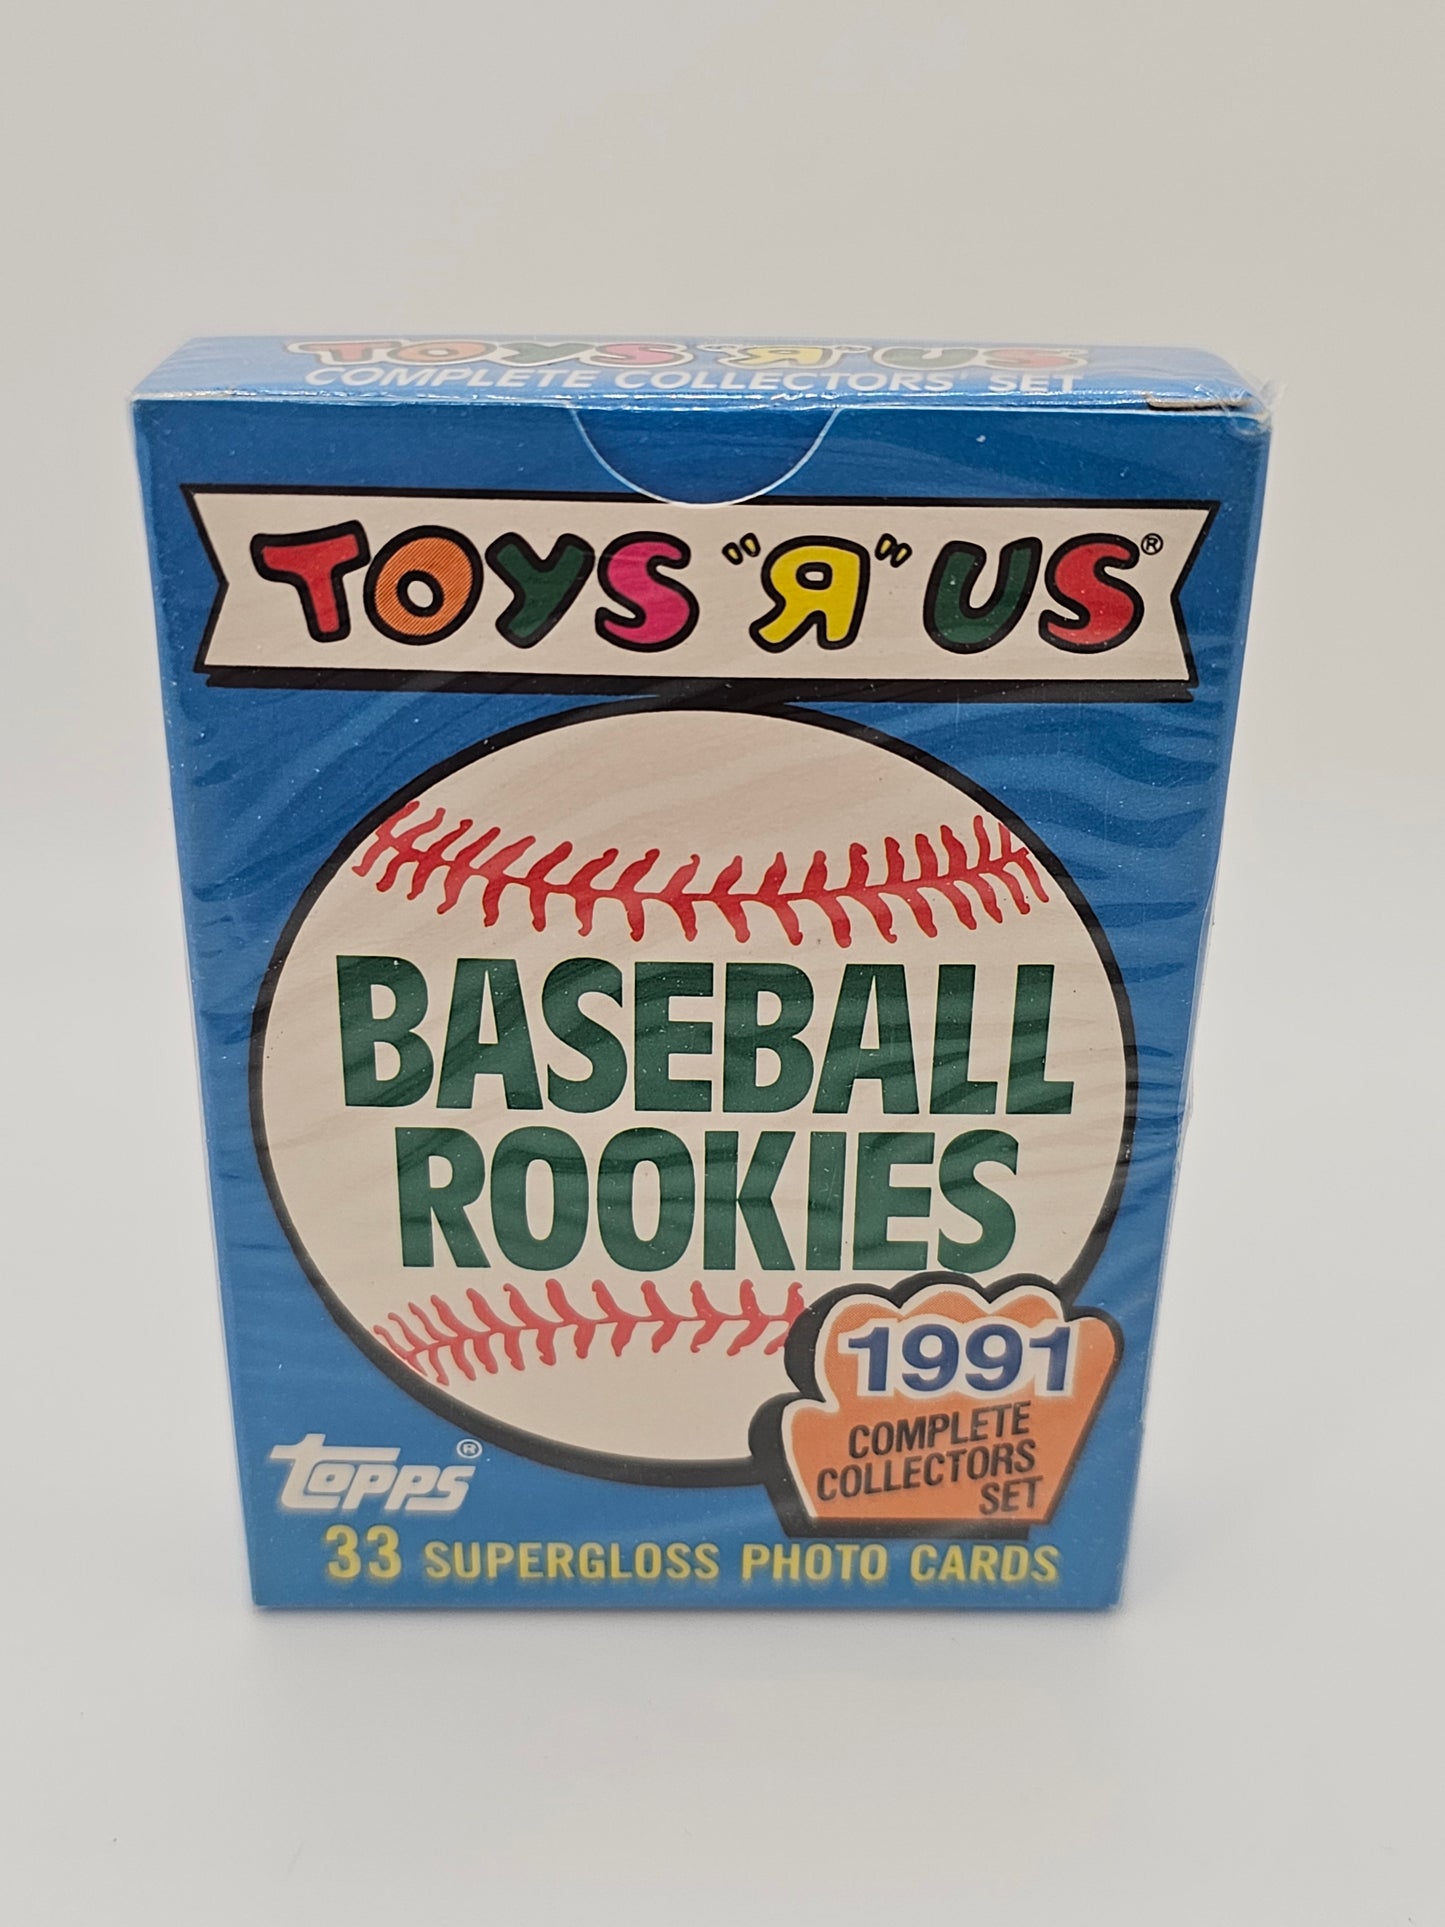 TOYS "Я" US
COMPLETE COLLECTORS' SET
TOYS "Я" US®
BASEBALL
ROOKIES
1991
COMPLETE
COLLECTORS
SET
TOPPS®
33 SUPERGLOSS PHOTO CARDS